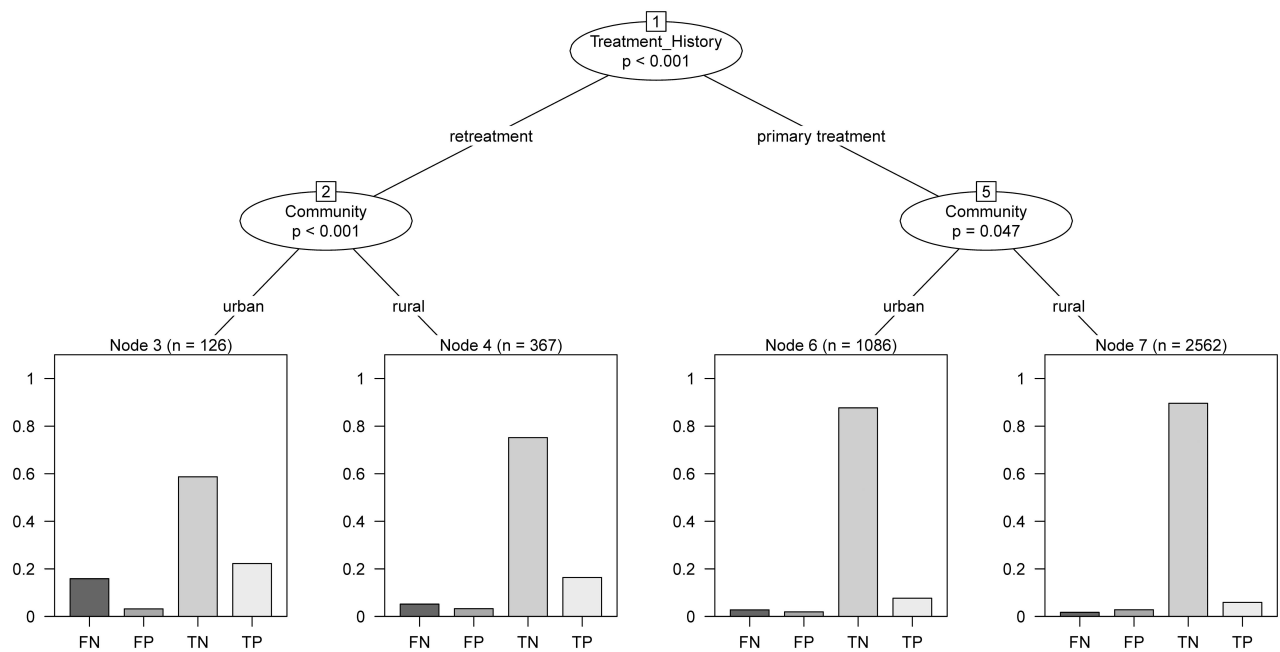 1
Treatment_History
p < 0.001
retreatment
primary treatment
2
Community
p < 0.001
5
Community
p = 0.047
urban
rural
urban
rural
Node 3 (n = 126)
1
0.8
0.6
0.4
0.2
0
FN FP TN TP
Node 4 (n = 367)
1
0.8
0.6
0.4
0.2
0
FN FP TN TP
Node 6 (n = 1086)
1
0.8
0.6
0.4
0.2
0
FN FP TN TP
Node 7 (n = 2562)
1
0.8
0.6
0.4
0.2
0
FN FP TN TP